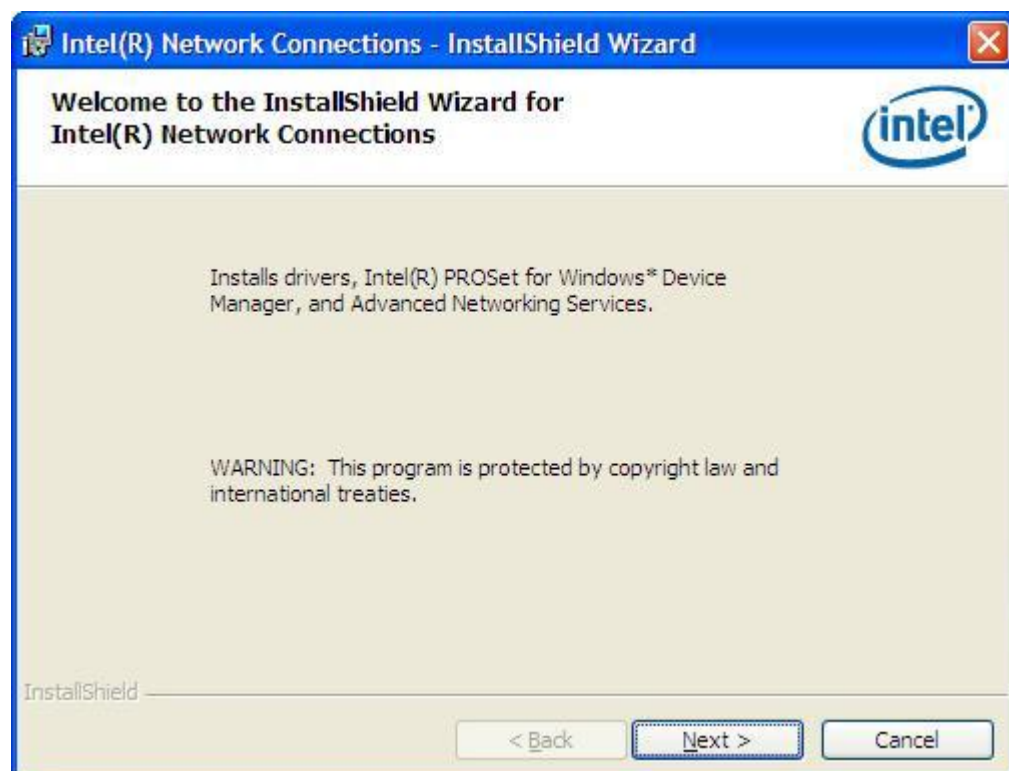 Intel(R) Network Connections - InstallShield Wizard
Welcome to the InstallShield Wizard for
Intel(R) Network Connections
intel
Installs drivers, Intel(R) PROSet for Windows* Device
Manager, and Advanced Networking Services.
WARNING: This program is protected by copyright law and
international treaties.
InstallShield
< Back
Next >
Cancel